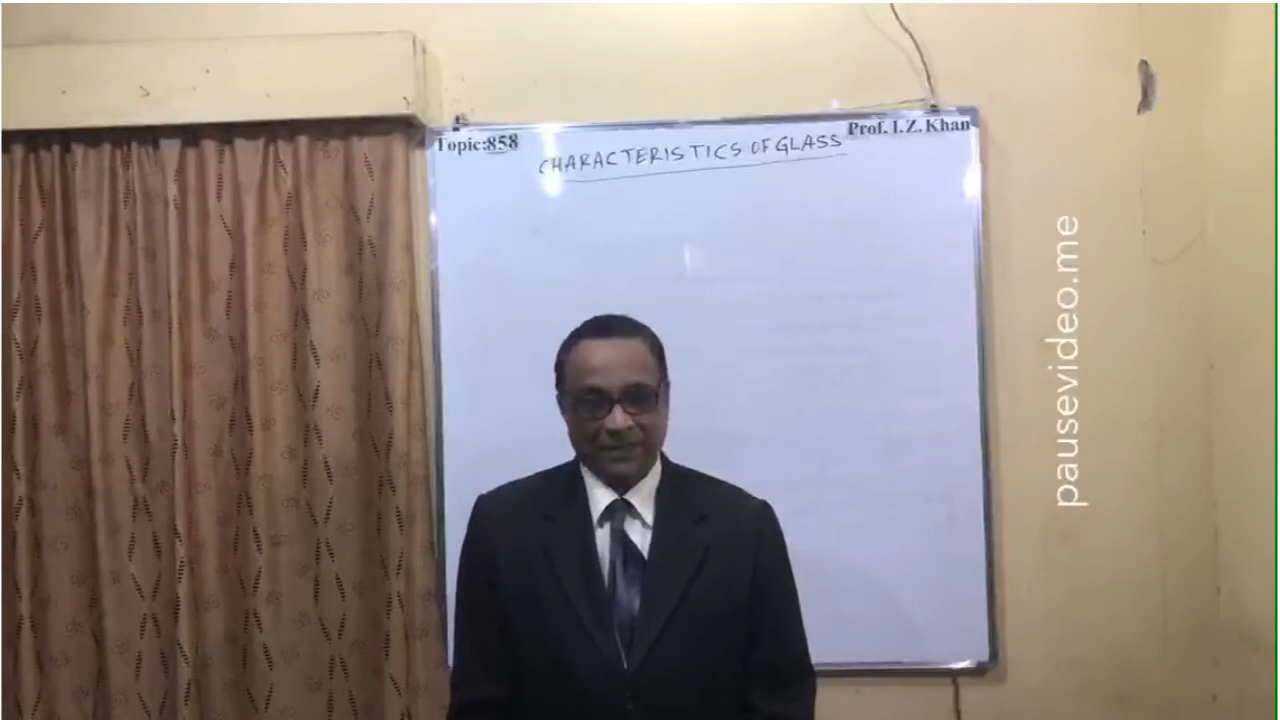 Topic:858
Prof. I. Z. Khan
CHARACTERISTICS OF GLASS
pausevideo.me